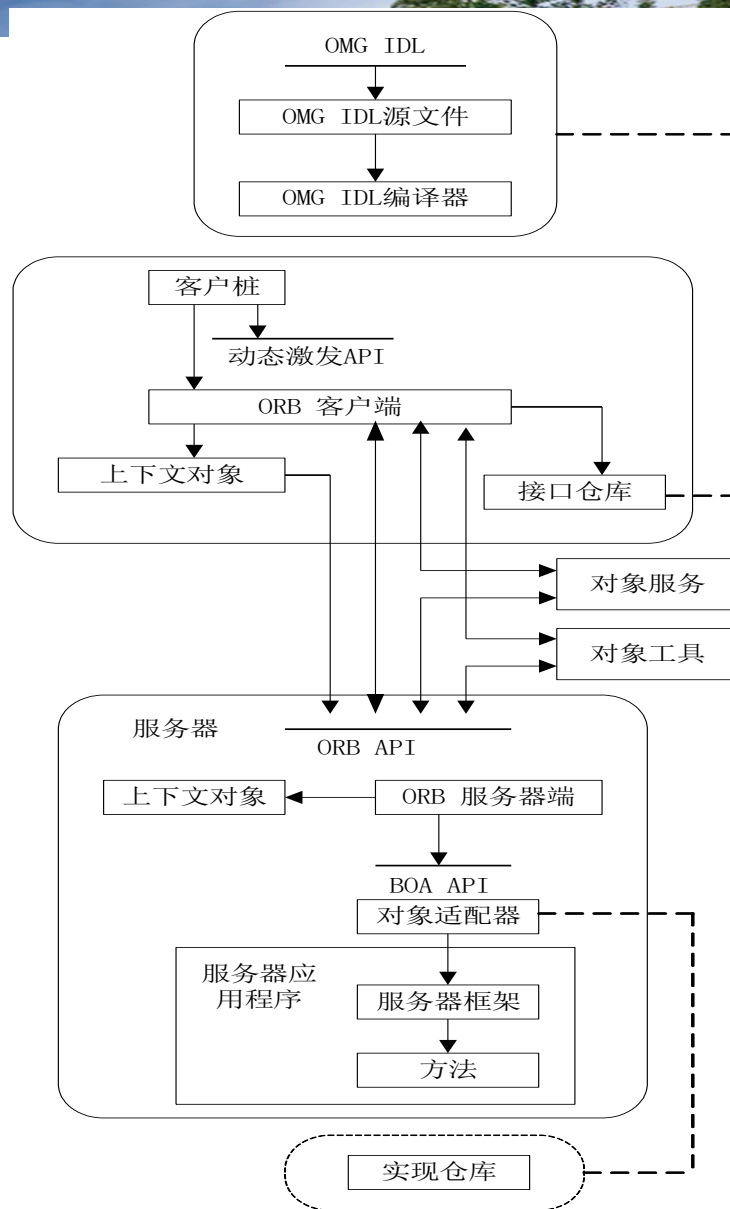 OMG IDL
OMG IDL源文件
OMG IDL编译器
客户桩
动态激发API
ORB 客户端
上下文对象
接口仓库
对象服务
对象工具
服务器
ORB API
上下文对象
ORB 服务器端
BOA API
对象适配器
服务器应
用程序
服务器框架
方法
实现仓库